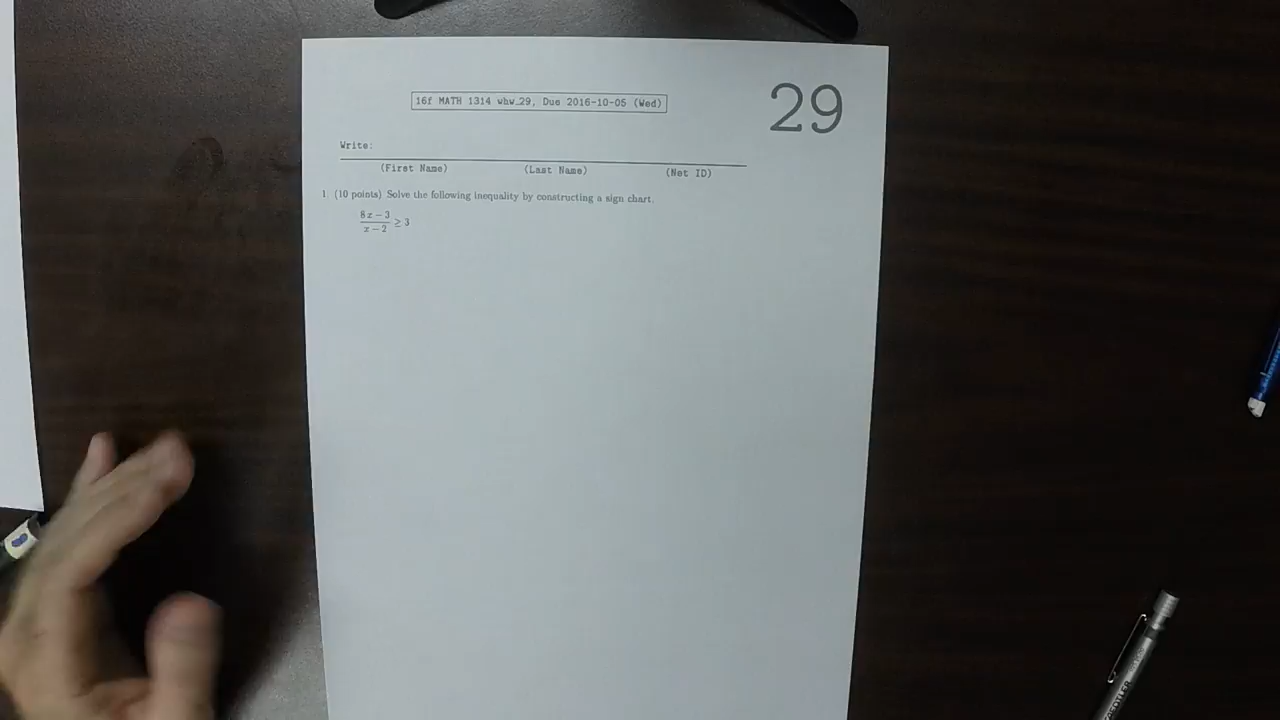 29
16f MATH 1314 whw_29, Due 2016-10-05 (Wed)
Write:
(First Name) (Last Name) (Net ID)
1. (10 points) Solve the following inequality by constructing a sign chart.
8x − 3
x − 2
≥ 3